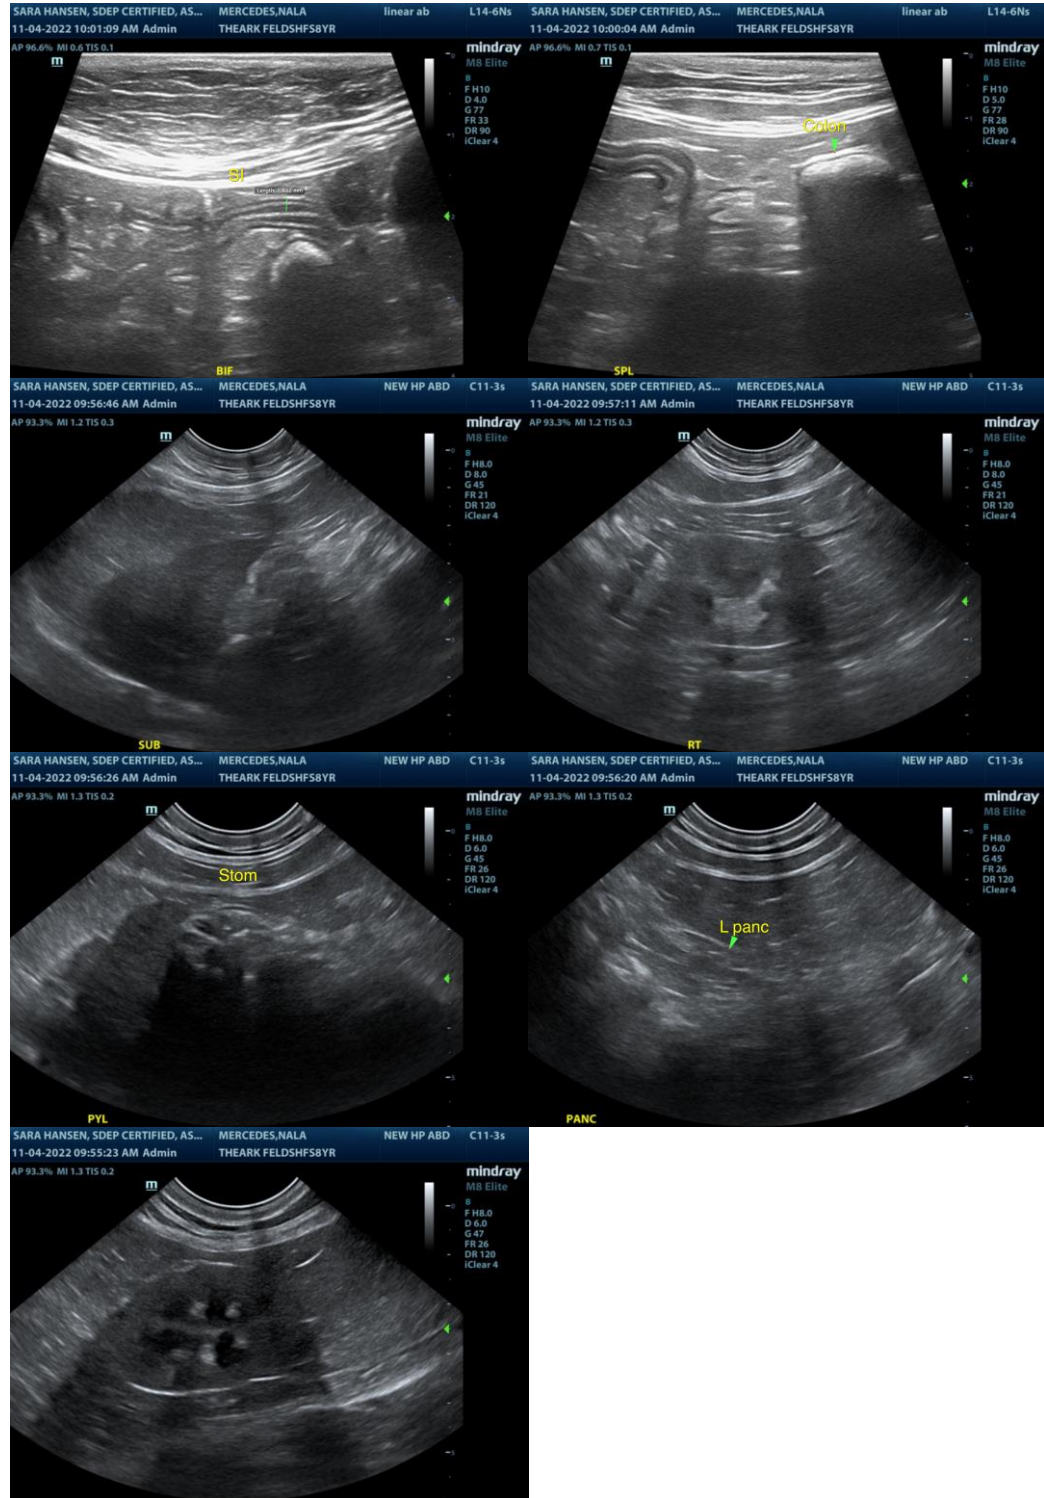 SARA HANSEN, SDEP CERTIFIED, AS... MERCEDES,NALA linear ab L14-6Ns
11-04-2022 10:01:09 AM Admin THEARK FELDSHFS8YR
AP 96.6% MI 0.6 TIS 0.1 mindray
m M8 Elite
B
F H10
D 4.0
G 77
FR 33
DR 90
iClear 4
SI
BIF
SARA HANSEN, SDEP CERTIFIED, AS... MERCEDES,NALA linear ab L14-6Ns
11-04-2022 10:00:04 AM Admin THEARK FELDSHFS8YR
AP 96.6% MI 0.7 TIS 0.1 mindray
m M8 Elite
B
F H10
D 5.0
G 77
FR 28
DR 90
iClear 4
Colon
SPL
SARA HANSEN, SDEP CERTIFIED, AS... MERCEDES,NALA NEW HP ABD C11-3s
11-04-2022 09:56:46 AM Admin THEARK FELDSHFS8YR
AP 93.3% MI 1.2 TIS 0.3 mindray
m M8 Elite
B
F H8.0
D 8.0
G 45
FR 21
DR 120
iClear 4
SUB
SARA HANSEN, SDEP CERTIFIED, AS... MERCEDES,NALA NEW HP ABD C11-3s
11-04-2022 09:57:11 AM Admin THEARK FELDSHFS8YR
AP 93.3% MI 1.2 TIS 0.3 mindray
m M8 Elite
B
F H8.0
D 8.0
G 45
FR 21
DR 120
iClear 4
RT
SARA HANSEN, SDEP CERTIFIED, AS... MERCEDES,NALA NEW HP ABD C11-3s
11-04-2022 09:56:26 AM Admin THEARK FELDSHFS8YR
AP 93.3% MI 1.3 TIS 0.2 mindray
m M8 Elite
B
F H8.0
D 6.0
G 45
FR 26
DR 120
iClear 4
Stom
PYL
SARA HANSEN, SDEP CERTIFIED, AS... MERCEDES,NALA NEW HP ABD C11-3s
11-04-2022 09:56:20 AM Admin THEARK FELDSHFS8YR
AP 93.3% MI 1.3 TIS 0.2 mindray
m M8 Elite
B
F H8.0
D 6.0
G 45
FR 26
DR 120
iClear 4
L panc
PANC
SARA HANSEN, SDEP CERTIFIED, AS... MERCEDES,NALA NEW HP ABD C11-3s
11-04-2022 09:55:23 AM Admin THEARK FELDSHFS8YR
AP 93.3% MI 1.3 TIS 0.2 mindray
m M8 Elite
B
F H8.0
D 6.0
G 47
FR 26
DR 120
iClear 4